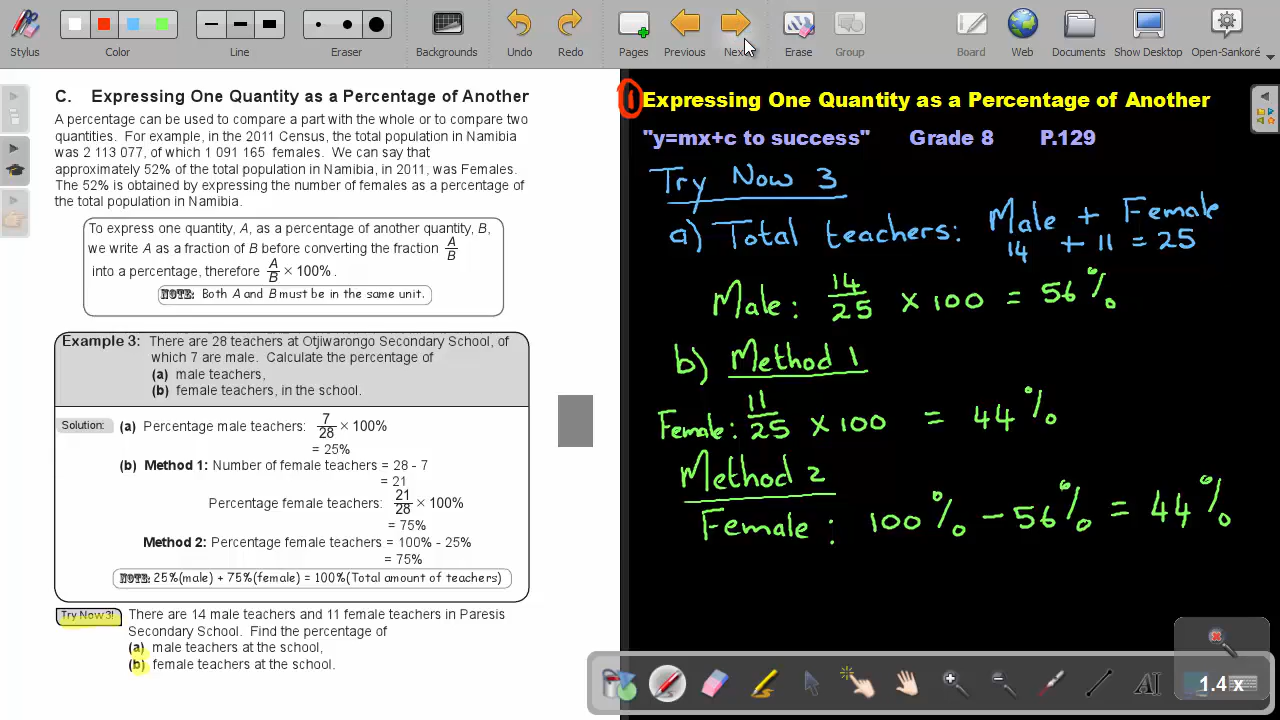 Stylus
Color
Line
Eraser
Backgrounds
Undo
Redo
Pages
Previous
Next
Erase
Group
Board
Web
Documents
Show Desktop
Open-Sankoré
C. Expressing One Quantity as a Percentage of Another
A percentage can be used to compare a part with the whole or to compare two
quantities. For example, in the 2011 Census, the total population in Namibia
was 2 113 077, of which 1 091 165 females. We can say that
approximately 52% of the total population in Namibia, in 2011, was Females.
The 52% is obtained by expressing the number of females as a percentage of
the total population in Namibia.
To express one quantity, A, as a percentage of another quantity, B,
we write A as a fraction of B before converting the fraction A/B
into a percentage, therefore A/B × 100%.
NOTE: Both A and B must be in the same unit.
Example 3: There are 28 teachers at Otjiwarongo Secondary School, of
which 7 are male. Calculate the percentage of
(a) male teachers,
(b) female teachers, in the school.
Solution: (a) Percentage male teachers: 7/28 × 100%
= 25%
(b) Method 1: Number of female teachers = 28 - 7
= 21
Percentage female teachers: 21/28 × 100%
= 75%
Method 2: Percentage female teachers = 100% - 25%
= 75%
NOTE: 25%(male) + 75%(female) = 100%(Total amount of teachers)
Try Now 3! There are 14 male teachers and 11 female teachers in Paresis
Secondary School. Find the percentage of
(a) male teachers at the school,
(b) female teachers at the school.
1 Expressing One Quantity as a Percentage of Another
"y=mx+c to success" Grade 8 P.129
Try Now 3
a) Total teachers: Male + Female
14 + 11 = 25
Male: 14/25 × 100 = 56%
b) Method 1
Female: 11/25 × 100 = 44%
Method 2
Female: 100% - 56% = 44%
1.4 x